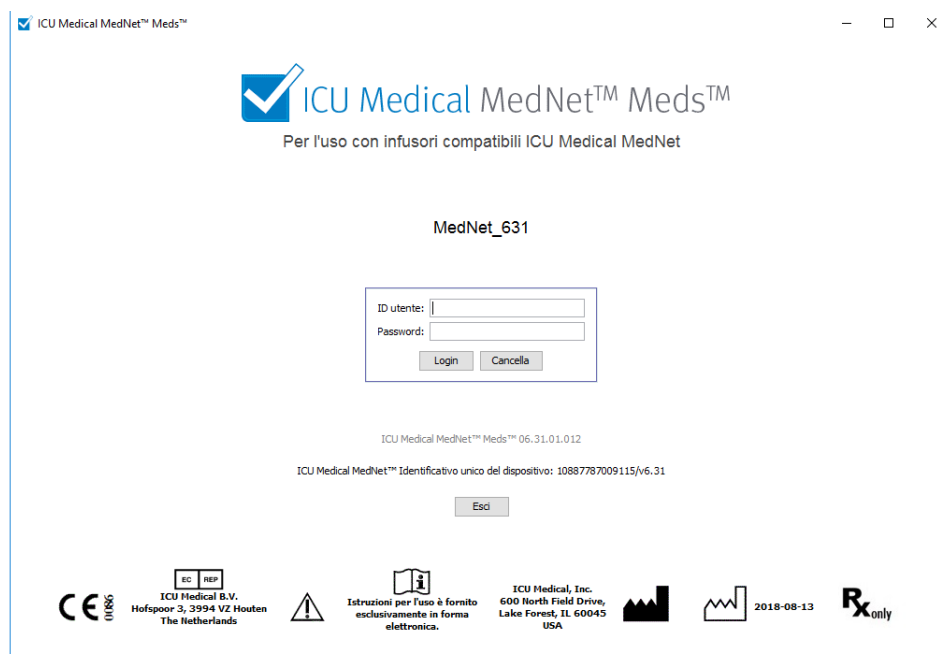 ICU Medical MedNet™ Meds™
ICU Medical MedNet™ Meds™
Per l'uso con infusori compatibili ICU Medical MedNet
MedNet_631
ID utente:
Password:
Login Cancella
ICU Medical MedNet™ Meds™ 06.31.01.012
ICU Medical MedNet™ Identificativo unico del dispositivo: 10887787009115/v6.31
Esci
CE 0086
EC REP
ICU Medical B.V.
Hofspoor 3, 3994 VZ Houten
The Netherlands
Istruzioni per l'uso è fornito
esclusivamente in forma
elettronica.
ICU Medical, Inc.
600 North Field Drive,
Lake Forest, IL 60045
USA
2018-08-13
Rx only